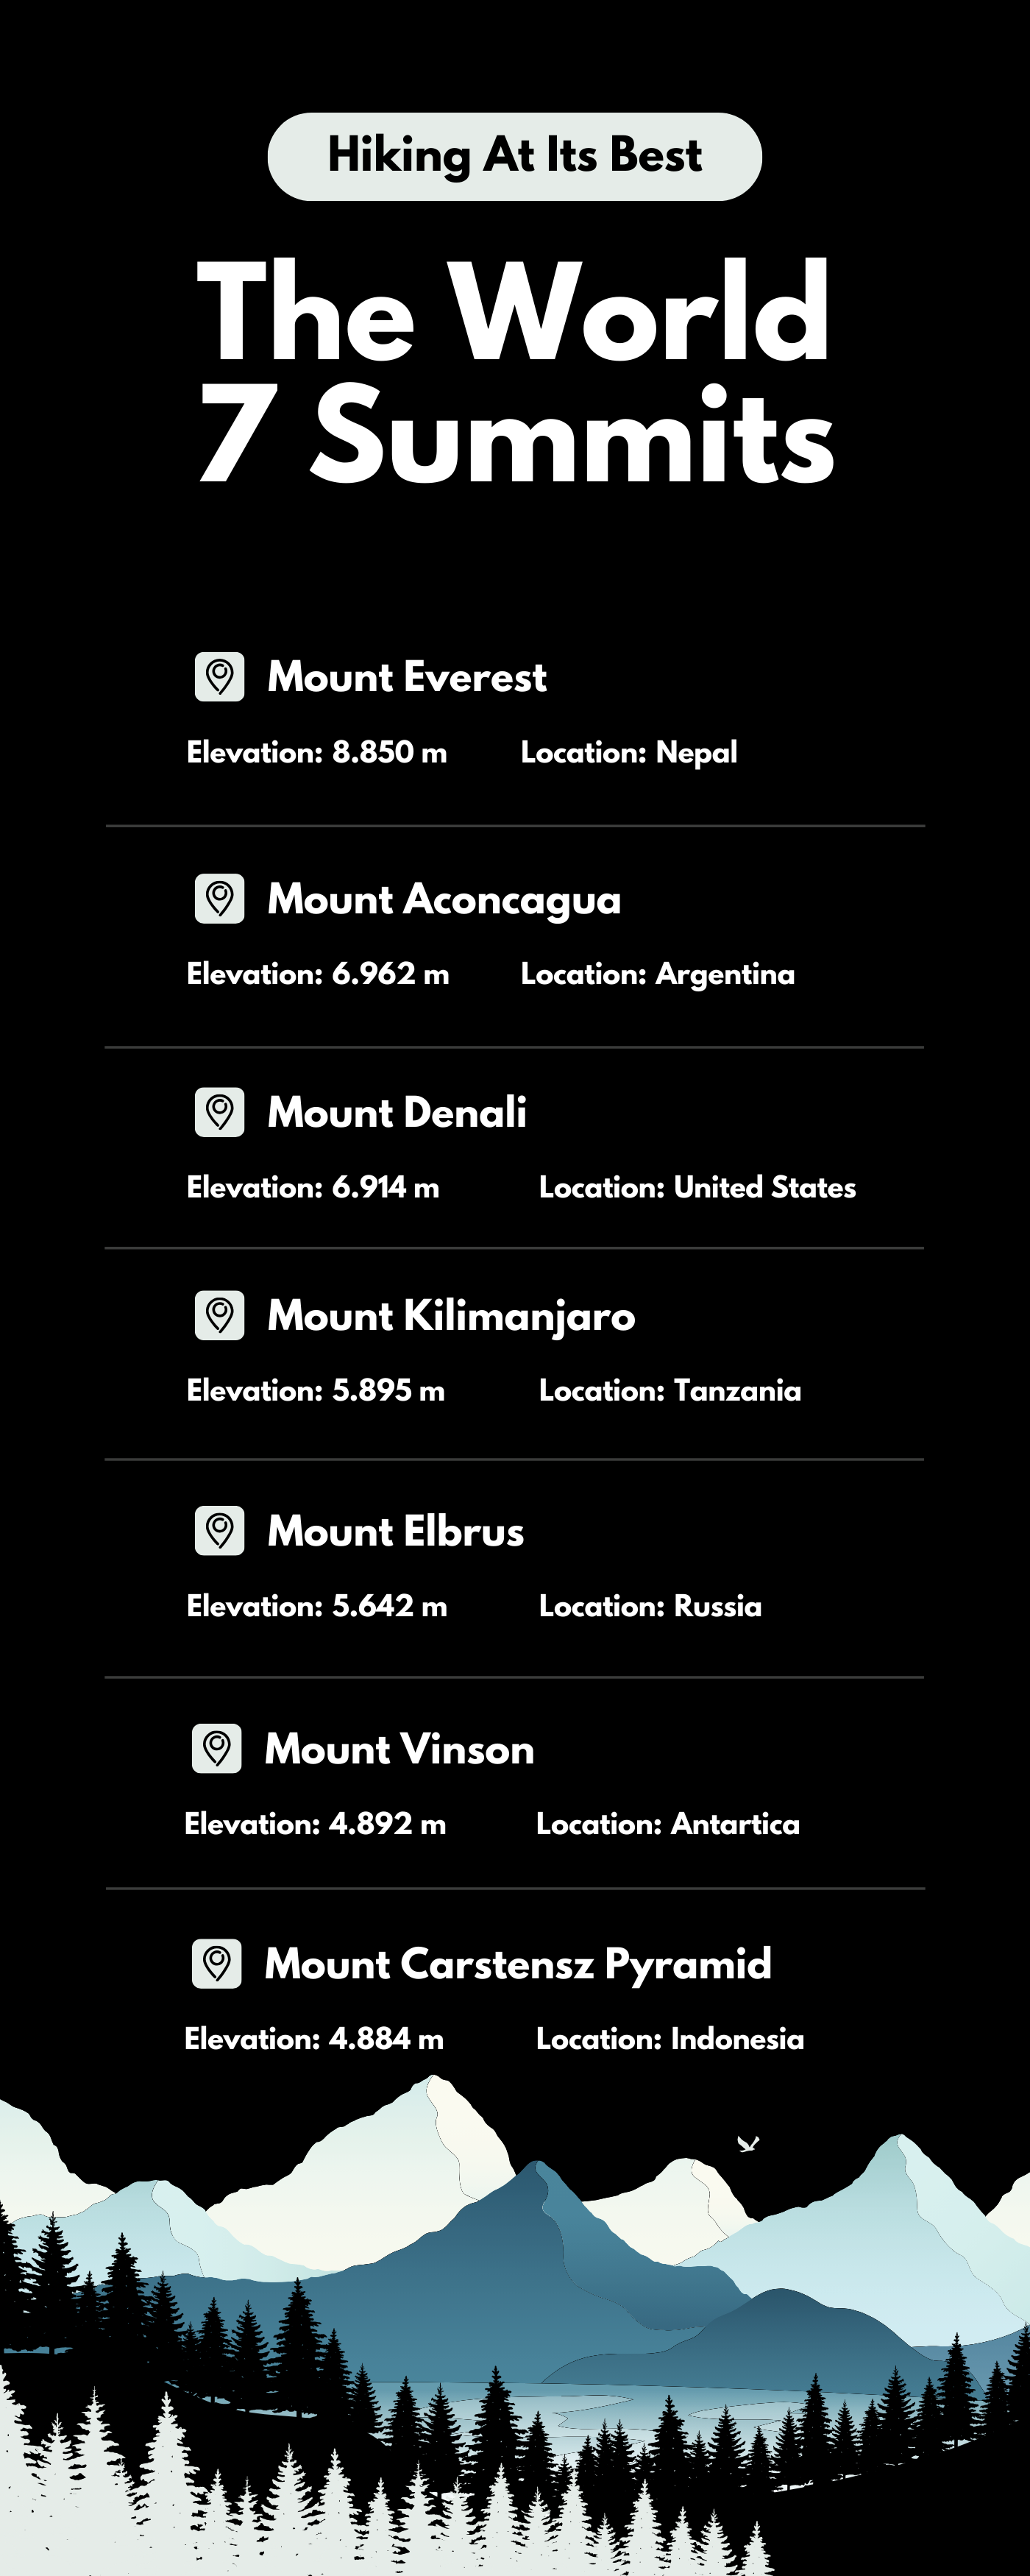 Hiking At Its Best
The World
7 Summits
Mount Everest
Elevation: 8.850 m Location: Nepal
Mount Aconcagua
Elevation: 6.962 m Location: Argentina
Mount Denali
Elevation: 6.914 m Location: United States
Mount Kilimanjaro
Elevation: 5.895 m Location: Tanzania
Mount Elbrus
Elevation: 5.642 m Location: Russia
Mount Vinson
Elevation: 4.892 m Location: Antartica
Mount Carstensz Pyramid
Elevation: 4.884 m Location: Indonesia